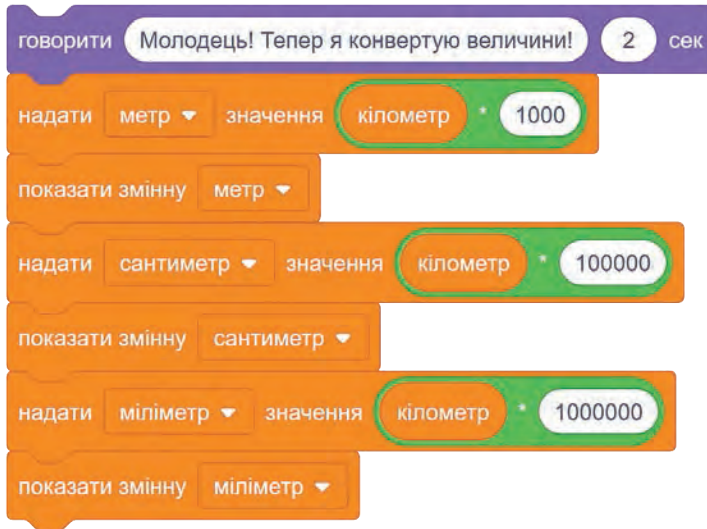 говорити Молодець! Тепер я конвертую величини! 2 сек
надати метр значення кілометр * 1000
показати змінну метр
надати сантиметр значення кілометр * 100000
показати змінну сантиметр
надати міліметр значення кілометр * 1000000
показати змінну міліметр